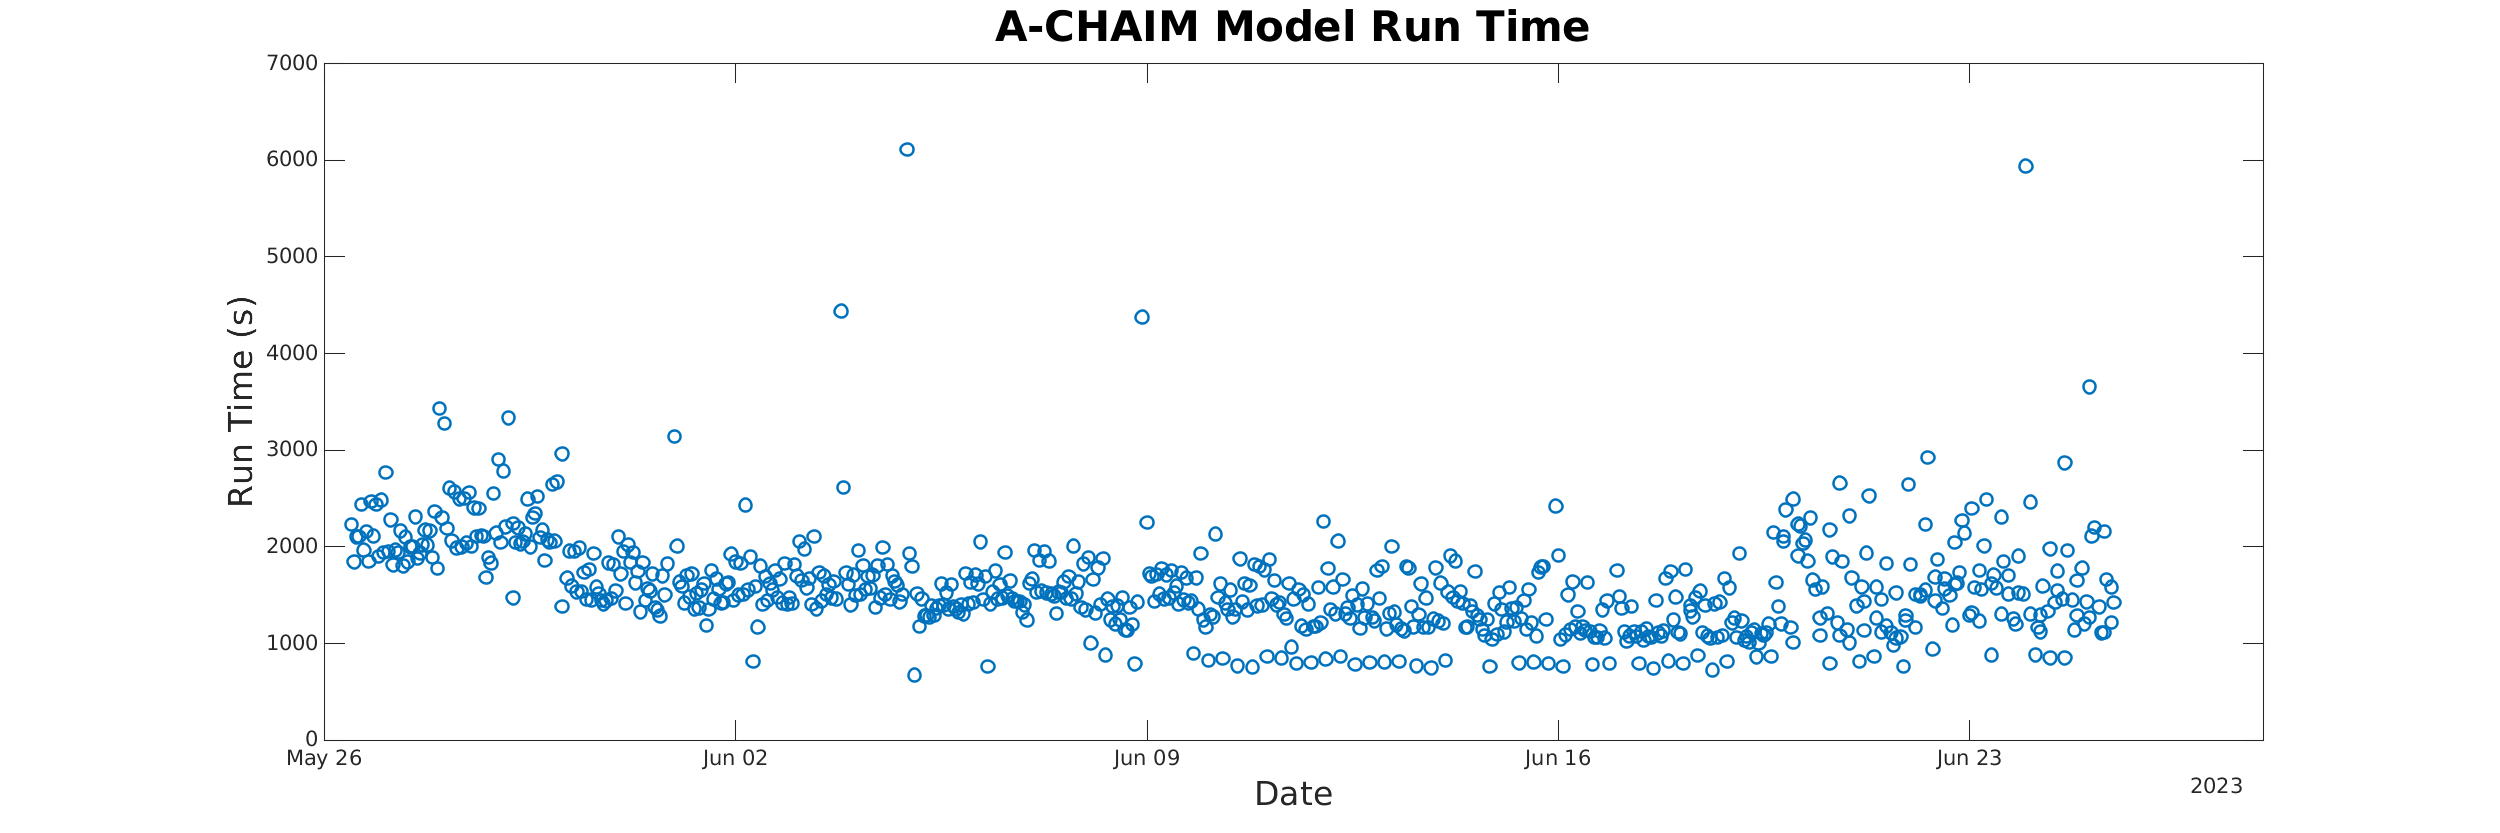 A-CHAIM Model Run Time
7000
6000
5000
4000
3000
2000
1000
0
Run Time (s)
May 26
Jun 02
Jun 09
Jun 16
Jun 23
Date
2023